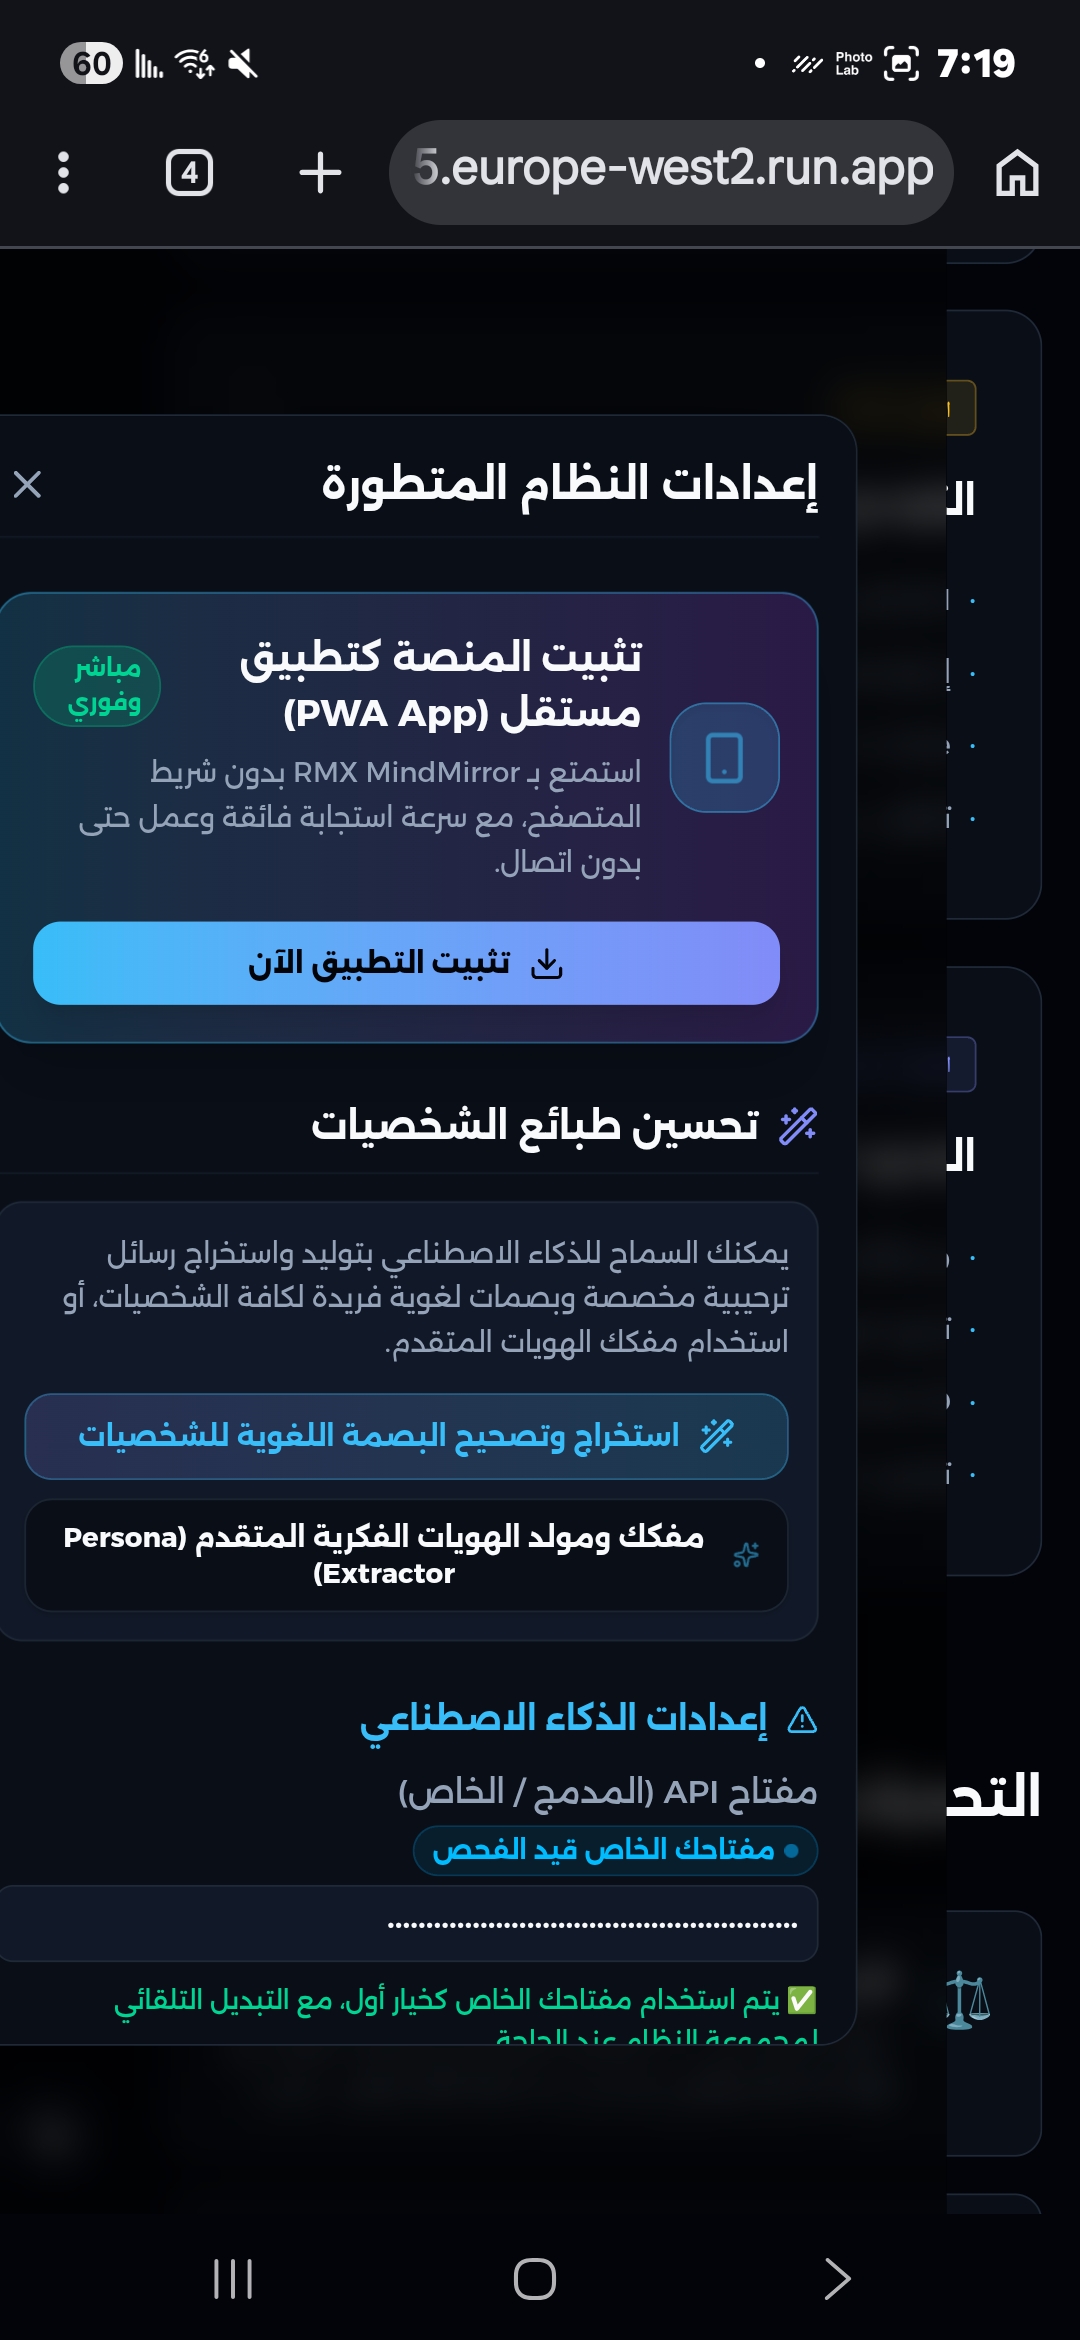 60
Photo
Lab
7:19
4
5.europe-west2.run.app
إعدادات النظام المتطورة
تثبيت المنصة كتطبيق
مستقل (PWA App)
مباشر
وفوري
استمتع بـ RMX MindMirror بدون شريط
المتصفح، مع سرعة استجابة فائقة وعمل حتى
بدون اتصال.
تثبيت التطبيق الآن
تحسين طبائع الشخصيات
يمكنك السماح للذكاء الاصطناعي بتوليد واستخراج رسائل
ترحيبية مخصصة وبصمات لغوية فريدة لكافة الشخصيات، أو
استخدام مفكك الهويات المتقدم.
استخراج وتصحيح البصمة اللغوية للشخصيات
مفكك ومولد الهويات الفكرية المتقدم (Persona
Extractor)
إعدادات الذكاء الاصطناعي
مفتاح API (المدمج / الخاص)
مفتاحك الخاص قيد الفحص
✅ يتم استخدام مفتاحك الخاص كخيار أول، مع التبديل التلقائي
لمجموعة النظام عند الحاجة